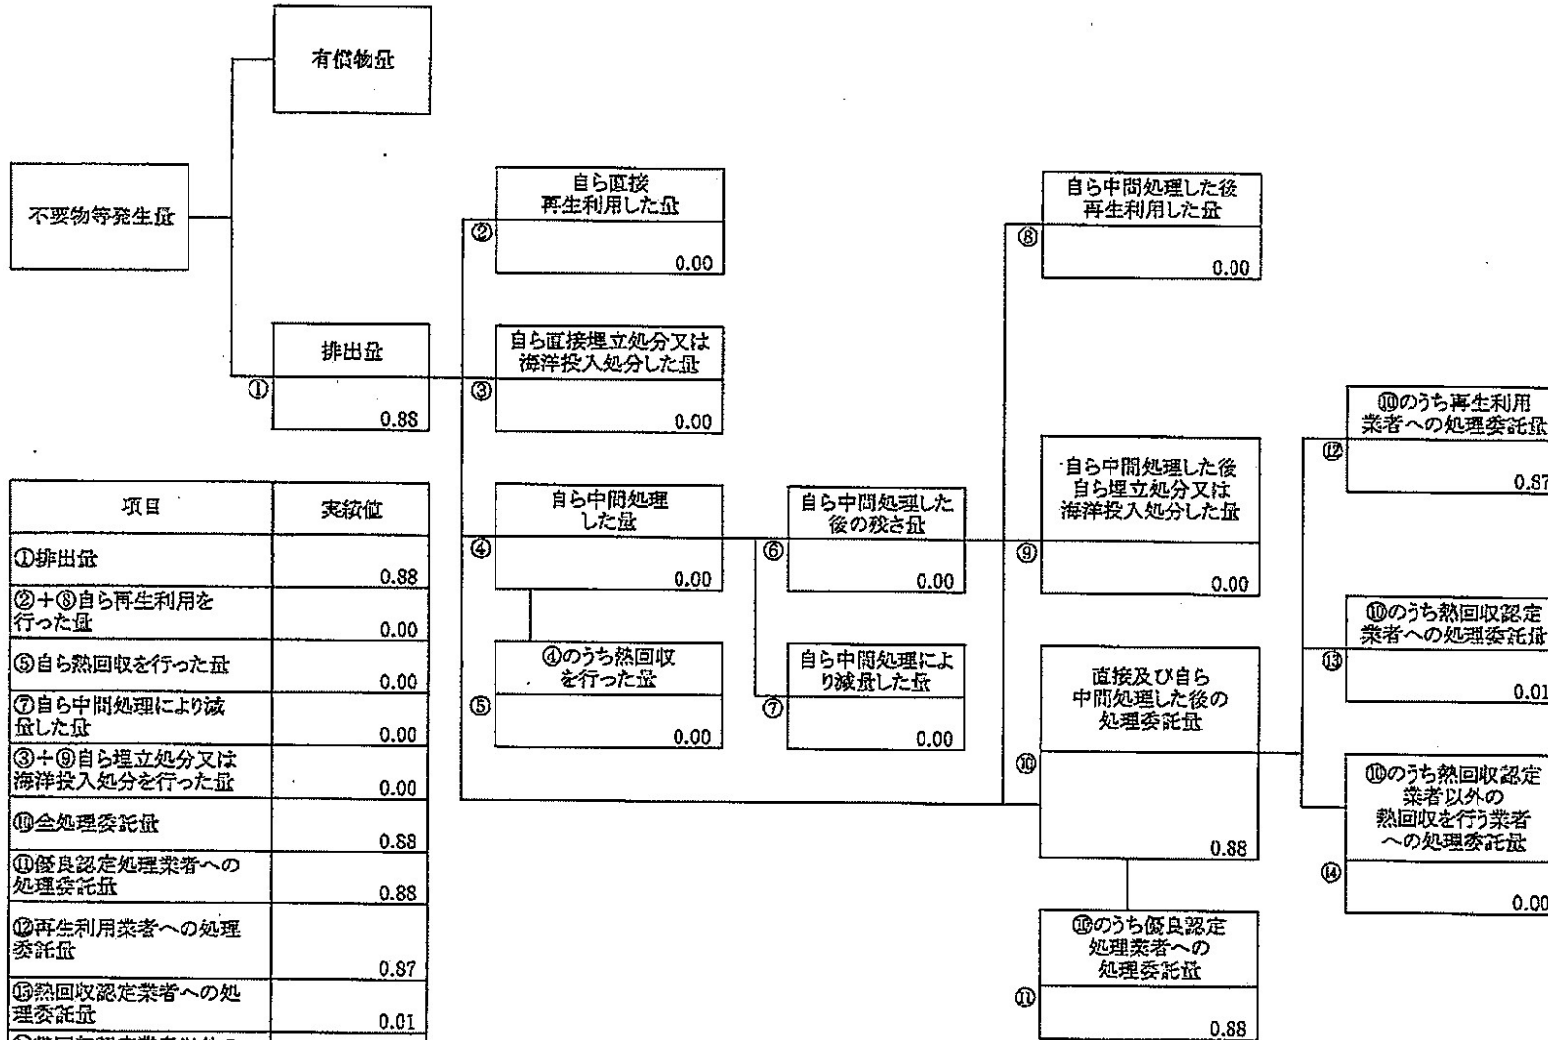 有償物量
不要物等発生量
排出量
①
0.88
自ら直接
再生利用した量
②
0.00
自ら直接埋立処分又は
海洋投入処分した量
③
0.00
自ら中間処理
した量
④
0.00
④のうち熱回収
を行った量
⑤
0.00
自ら中間処理した
後の残さ量
⑥
0.00
自ら中間処理によ
り減量した量
⑦
0.00
自ら中間処理した後
再生利用した量
⑧
0.00
自ら中間処理した後
自ら埋立処分又は
海洋投入処分した量
⑨
0.00
直接及び自ら
中間処理した後の
処理委託量
⑩
0.88
⑩のうち優良認定
処理業者への
処理委託量
⑪
0.88
⑩のうち再生利用
業者への処理委託量
⑫
0.87
⑩のうち熱回収認定
業者への処理委託量
⑬
0.01
⑩のうち熱回収認定
業者以外の
熱回収を行う業者
への処理委託量
⑭
0.00
項目 実績値
①排出量 0.88
②+⑧自ら再生利用を
行った量 0.00
⑤自ら熱回収を行った量 0.00
⑦自ら中間処理により減
量した量 0.00
③+⑨自ら埋立処分又は
海洋投入処分を行った量 0.00
⑩全処理委託量 0.88
⑪優良認定処理業者への
処理委託量 0.88
⑫再生利用業者への処理
委託量 0.87
⑬熱回収認定業者への処
理委託量 0.01